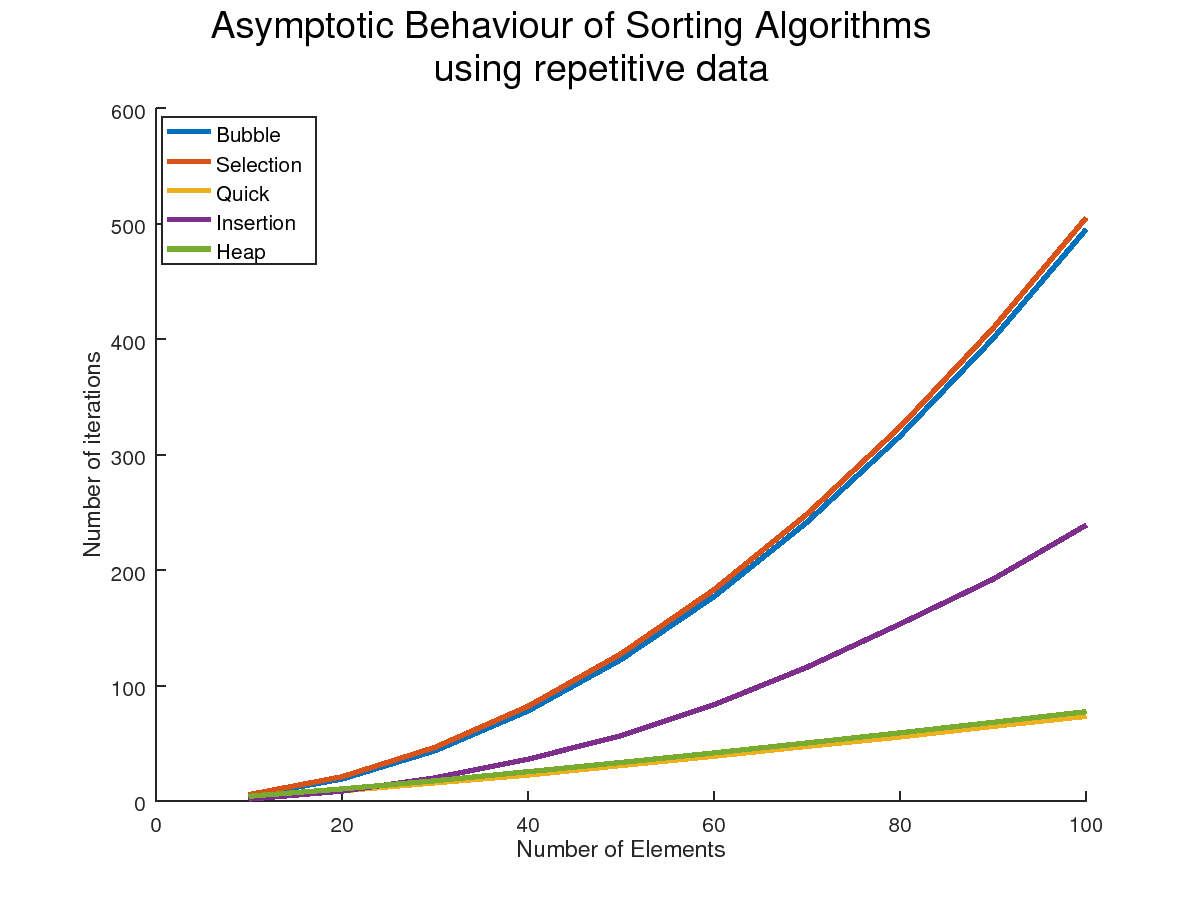 Asymptotic Behaviour of Sorting Algorithms
using repetitive data
600
500
400
300
200
100
0
Bubble
Selection
Quick
Insertion
Heap
Number of iterations
0 20 40 60 80 100
Number of Elements